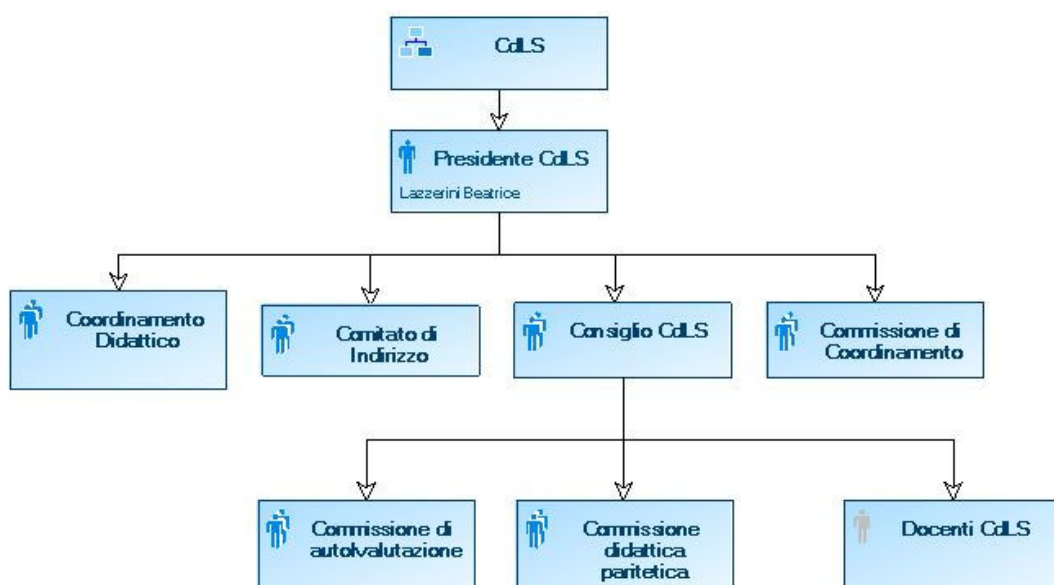 CdLS
Presidente CdLS
Lazzerini Beatrice
Coordinamento
Didattico
Comitato di
Indirizzo
Consiglio CdLS
Commissione di
Coordinamento
Commissione di
autolvalutazione
Commissione
didattica
paritetica
Docenti CdLS